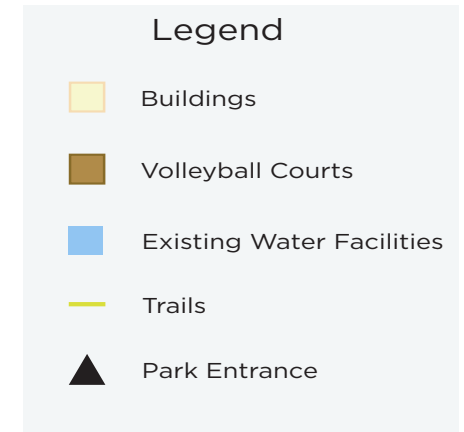 Legend
Buildings
Volleyball Courts
Existing Water Facilities
Trails
Park Entrance